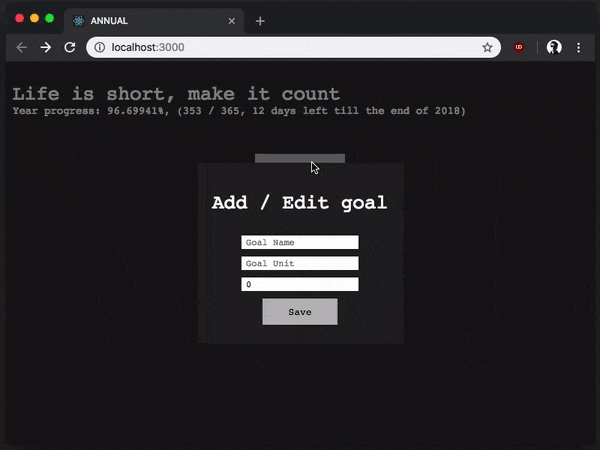 ANNUAL
localhost:3000
Life is short, make it count
Year progress: 96.69941%, (353 / 365, 12 days left till the end of 2018)
Add / Edit goal
Goal Name
Goal Unit
0
Save